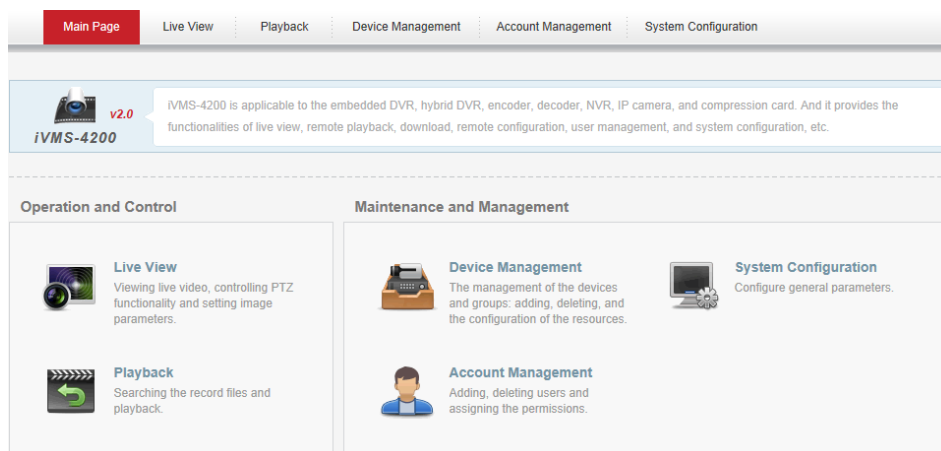 Main Page Live View Playback Device Management Account Management System Configuration
iVMS-4200 v2.0
iVMS-4200 is applicable to the embedded DVR, hybrid DVR, encoder, decoder, NVR, IP camera, and compression card. And it provides the
functionalities of live view, remote playback, download, remote configuration, user management, and system configuration, etc.
Operation and Control
Live View
Viewing live video, controlling PTZ
functionality and setting image
parameters.
Playback
Searching the record files and
playback.
Maintenance and Management
Device Management
The management of the devices
and groups: adding, deleting, and
the configuration of the resources.
System Configuration
Configure general parameters.
Account Management
Adding, deleting users and
assigning the permissions.